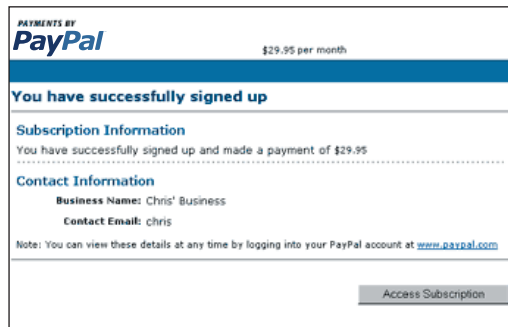 PAYMENTS BY
PayPal
$29.95 per month
You have successfully signed up
Subscription Information
You have successfully signed up and made a payment of $29.95
Contact Information
Business Name: Chris' Business
Contact Email: chris
Note: You can view these details at any time by logging into your PayPal account at www.paypal.com
Access Subscription